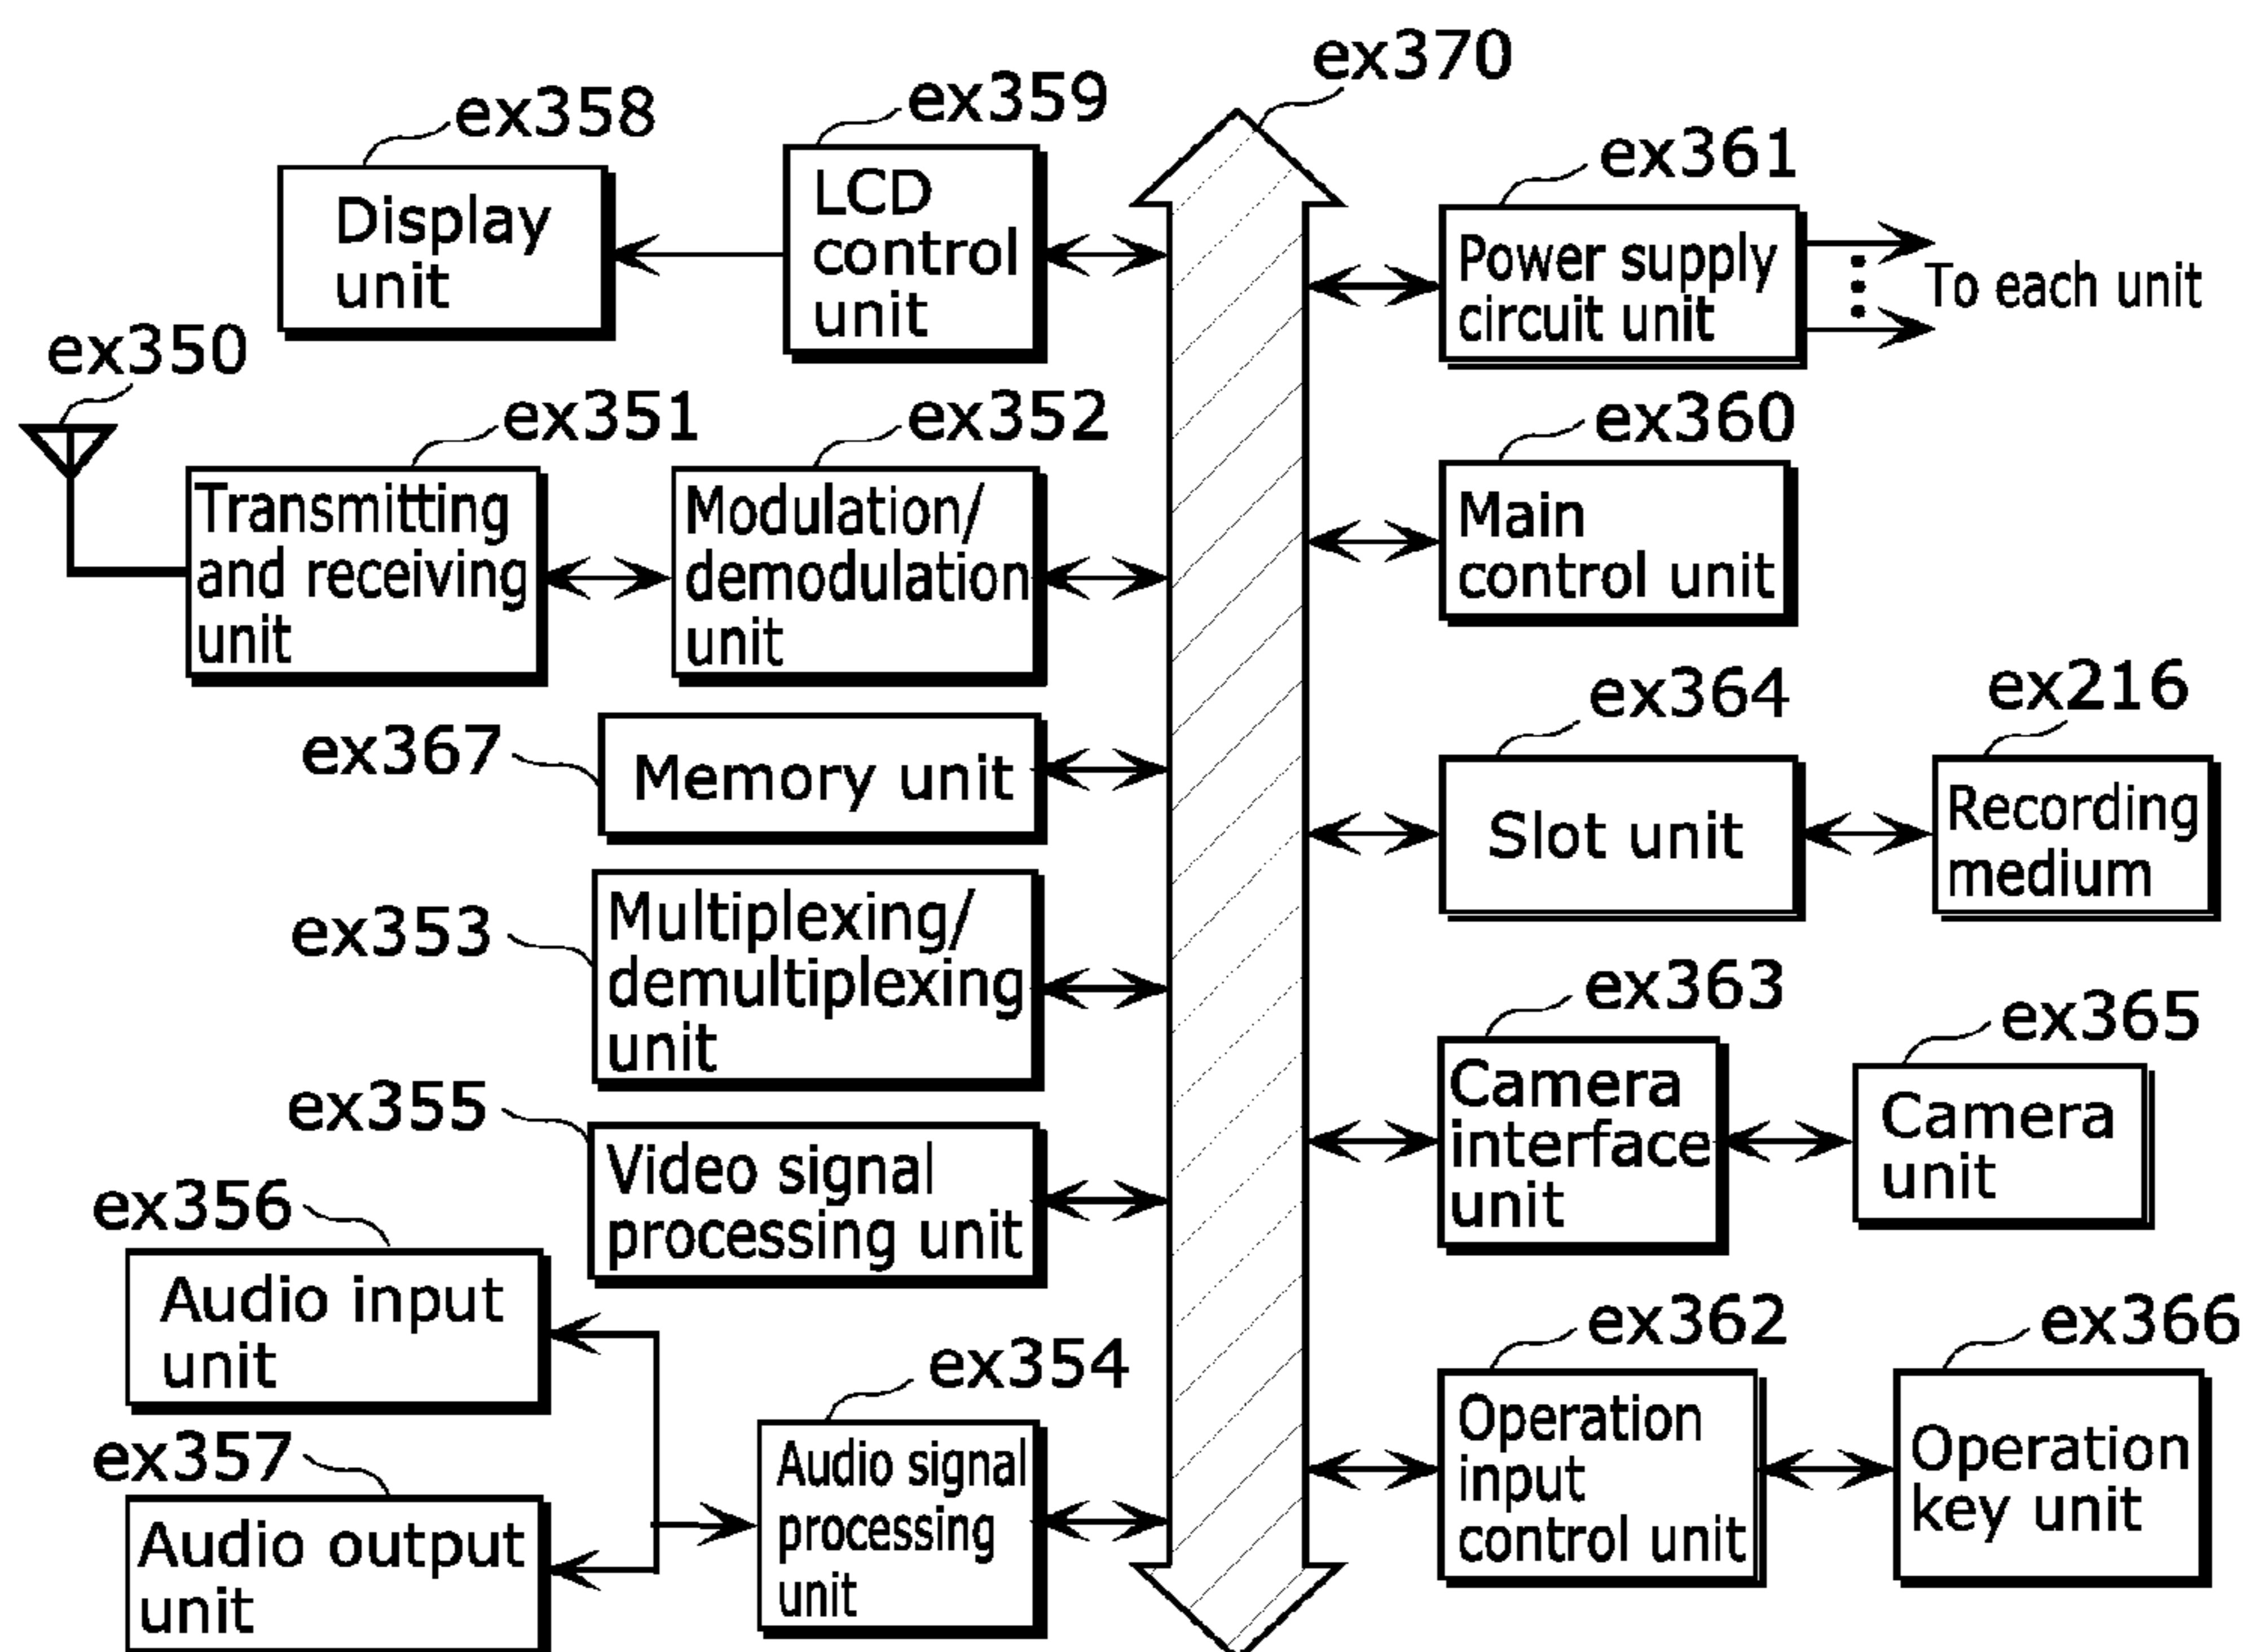 ex370
ex359
ex358
ex361
LCD
control
unit
Display
unit
Power supply
circuit unit
To each unit
ex350
ex351
ex352
ex360
Transmitting
and receiving
unit
Modulation/
demodulation
unit
Main
control unit
ex364
ex216
ex367
Memory unit
Slot unit
Recording
medium
ex353
Multiplexing/
demultiplexing
unit
ex363
ex365
Camera
interface
unit
Camera
unit
ex355
Video signal
processing unit
ex356
Audio input
unit
ex354
ex362
ex366
ex357
Audio output
unit
Audio signal
processing
unit
Operation
input
control unit
Operation
key unit